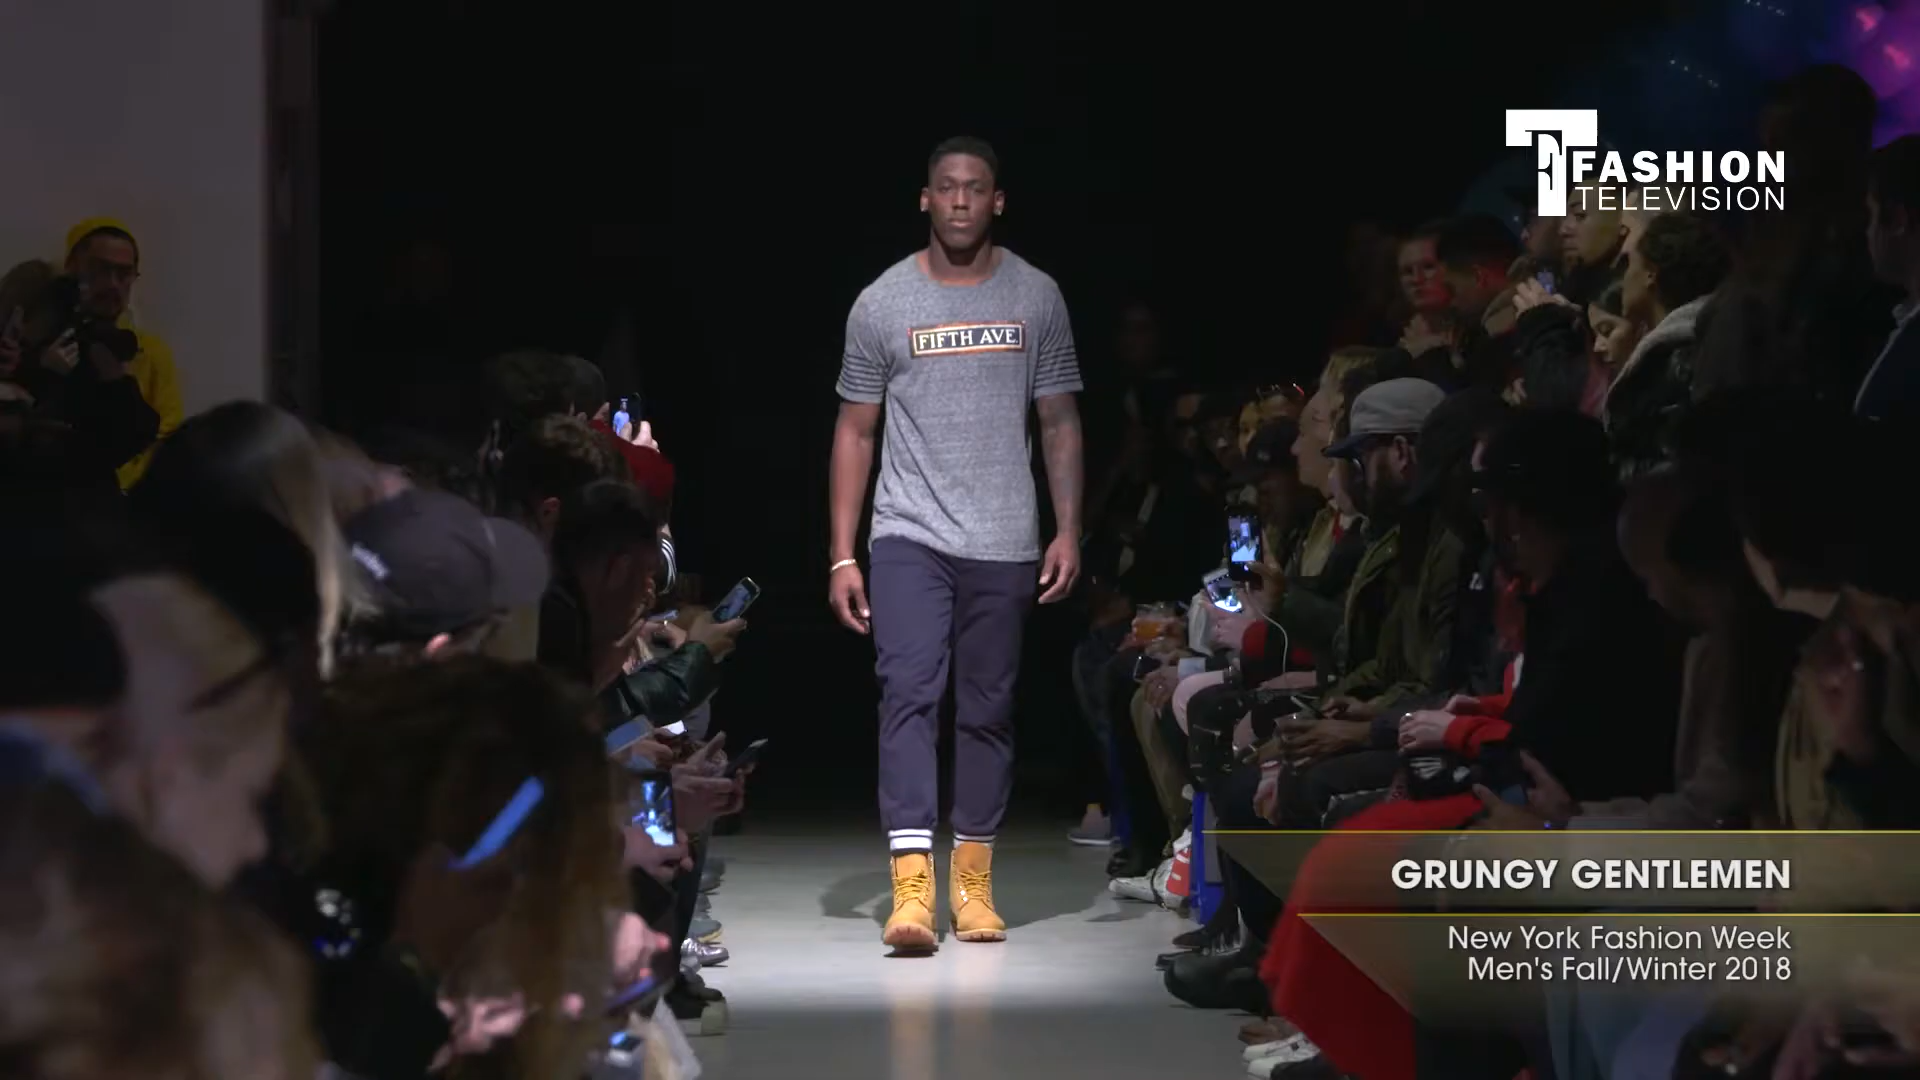 FASHION
TELEVISION
FIFTH AVE.
GRUNGY GENTLEMEN
New York Fashion Week
Men's Fall/Winter 2018